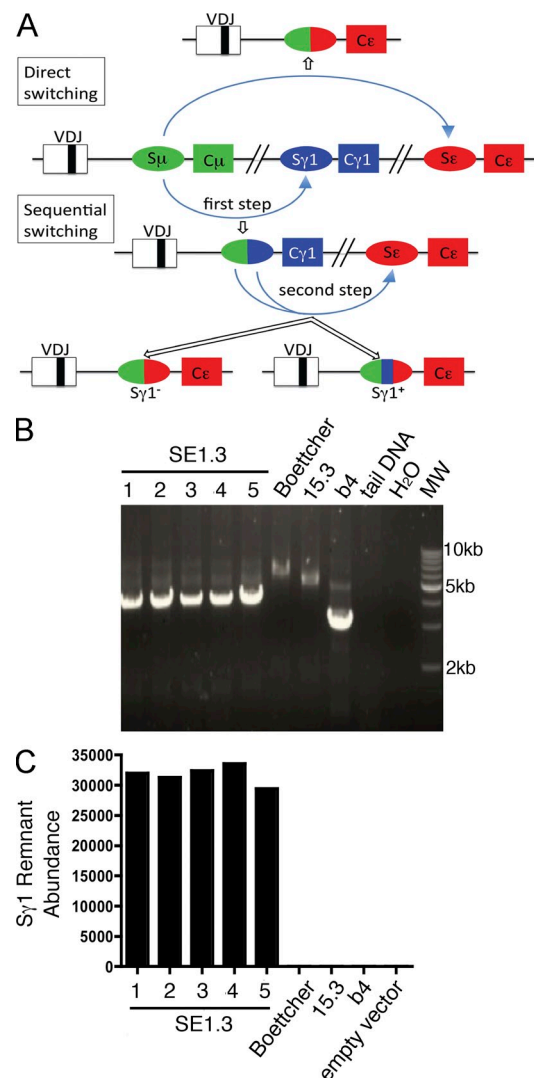 A
VDJ
Cε
Direct
switching
VDJ
Sμ
Cμ
Sγ1
Cγ1
Sε
Cε
Sequential
switching
first step
VDJ
Cγ1
Sε
Cε
second step
VDJ
Cε
Sγ1-
VDJ
Cε
Sγ1+
B
SE1.3
1 2 3 4 5 Boettcher 15.3 b4 tail DNA H2O MW
10kb
5kb
2kb
C
Sγ1 Remnant
Abundance
35000
30000
25000
20000
15000
10000
5000
0
1 2 3 4 5 Boettcher 15.3 b4 empty vector
SE1.3